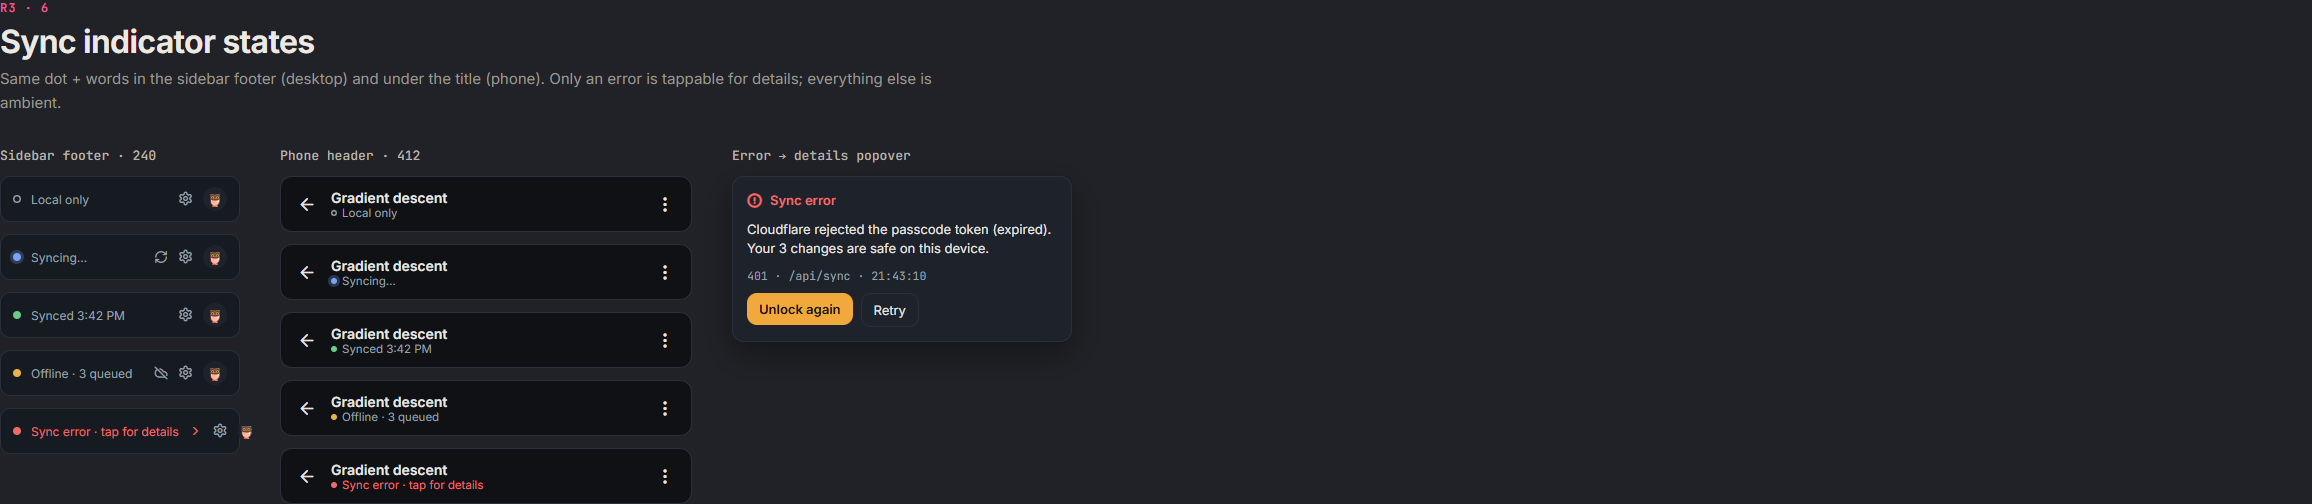 R3 · 6
Sync indicator states
Same dot + words in the sidebar footer (desktop) and under the title (phone). Only an error is tappable for details; everything else is
ambient.
Sidebar footer · 240
Local only
Syncing...
Synced 3:42 PM
Offline · 3 queued
Sync error · tap for details
Phone header · 412
Gradient descent
Local only
Gradient descent
Syncing...
Gradient descent
Synced 3:42 PM
Gradient descent
Offline · 3 queued
Gradient descent
Sync error · tap for details
Error → details popover
Sync error
Cloudflare rejected the passcode token (expired).
Your 3 changes are safe on this device.
401 · /api/sync · 21:43:10
Unlock again
Retry